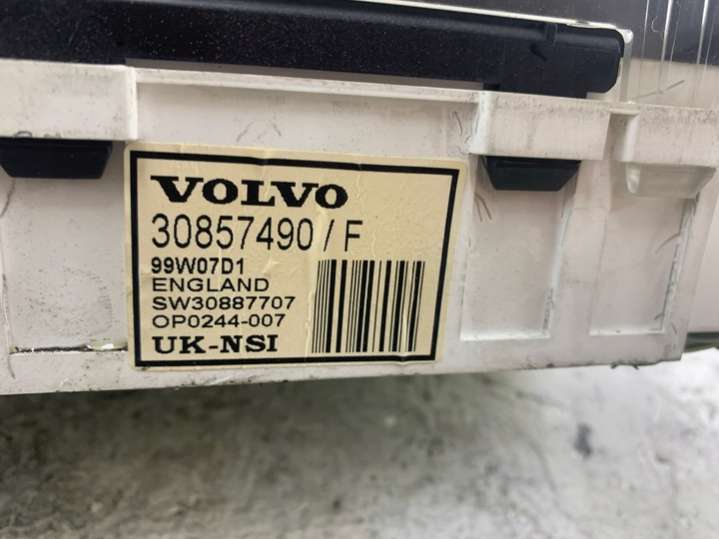 VOLVO
30857490 / F
99W07D1
ENGLAND
SW30887707
OP0244-007
UK-NSI